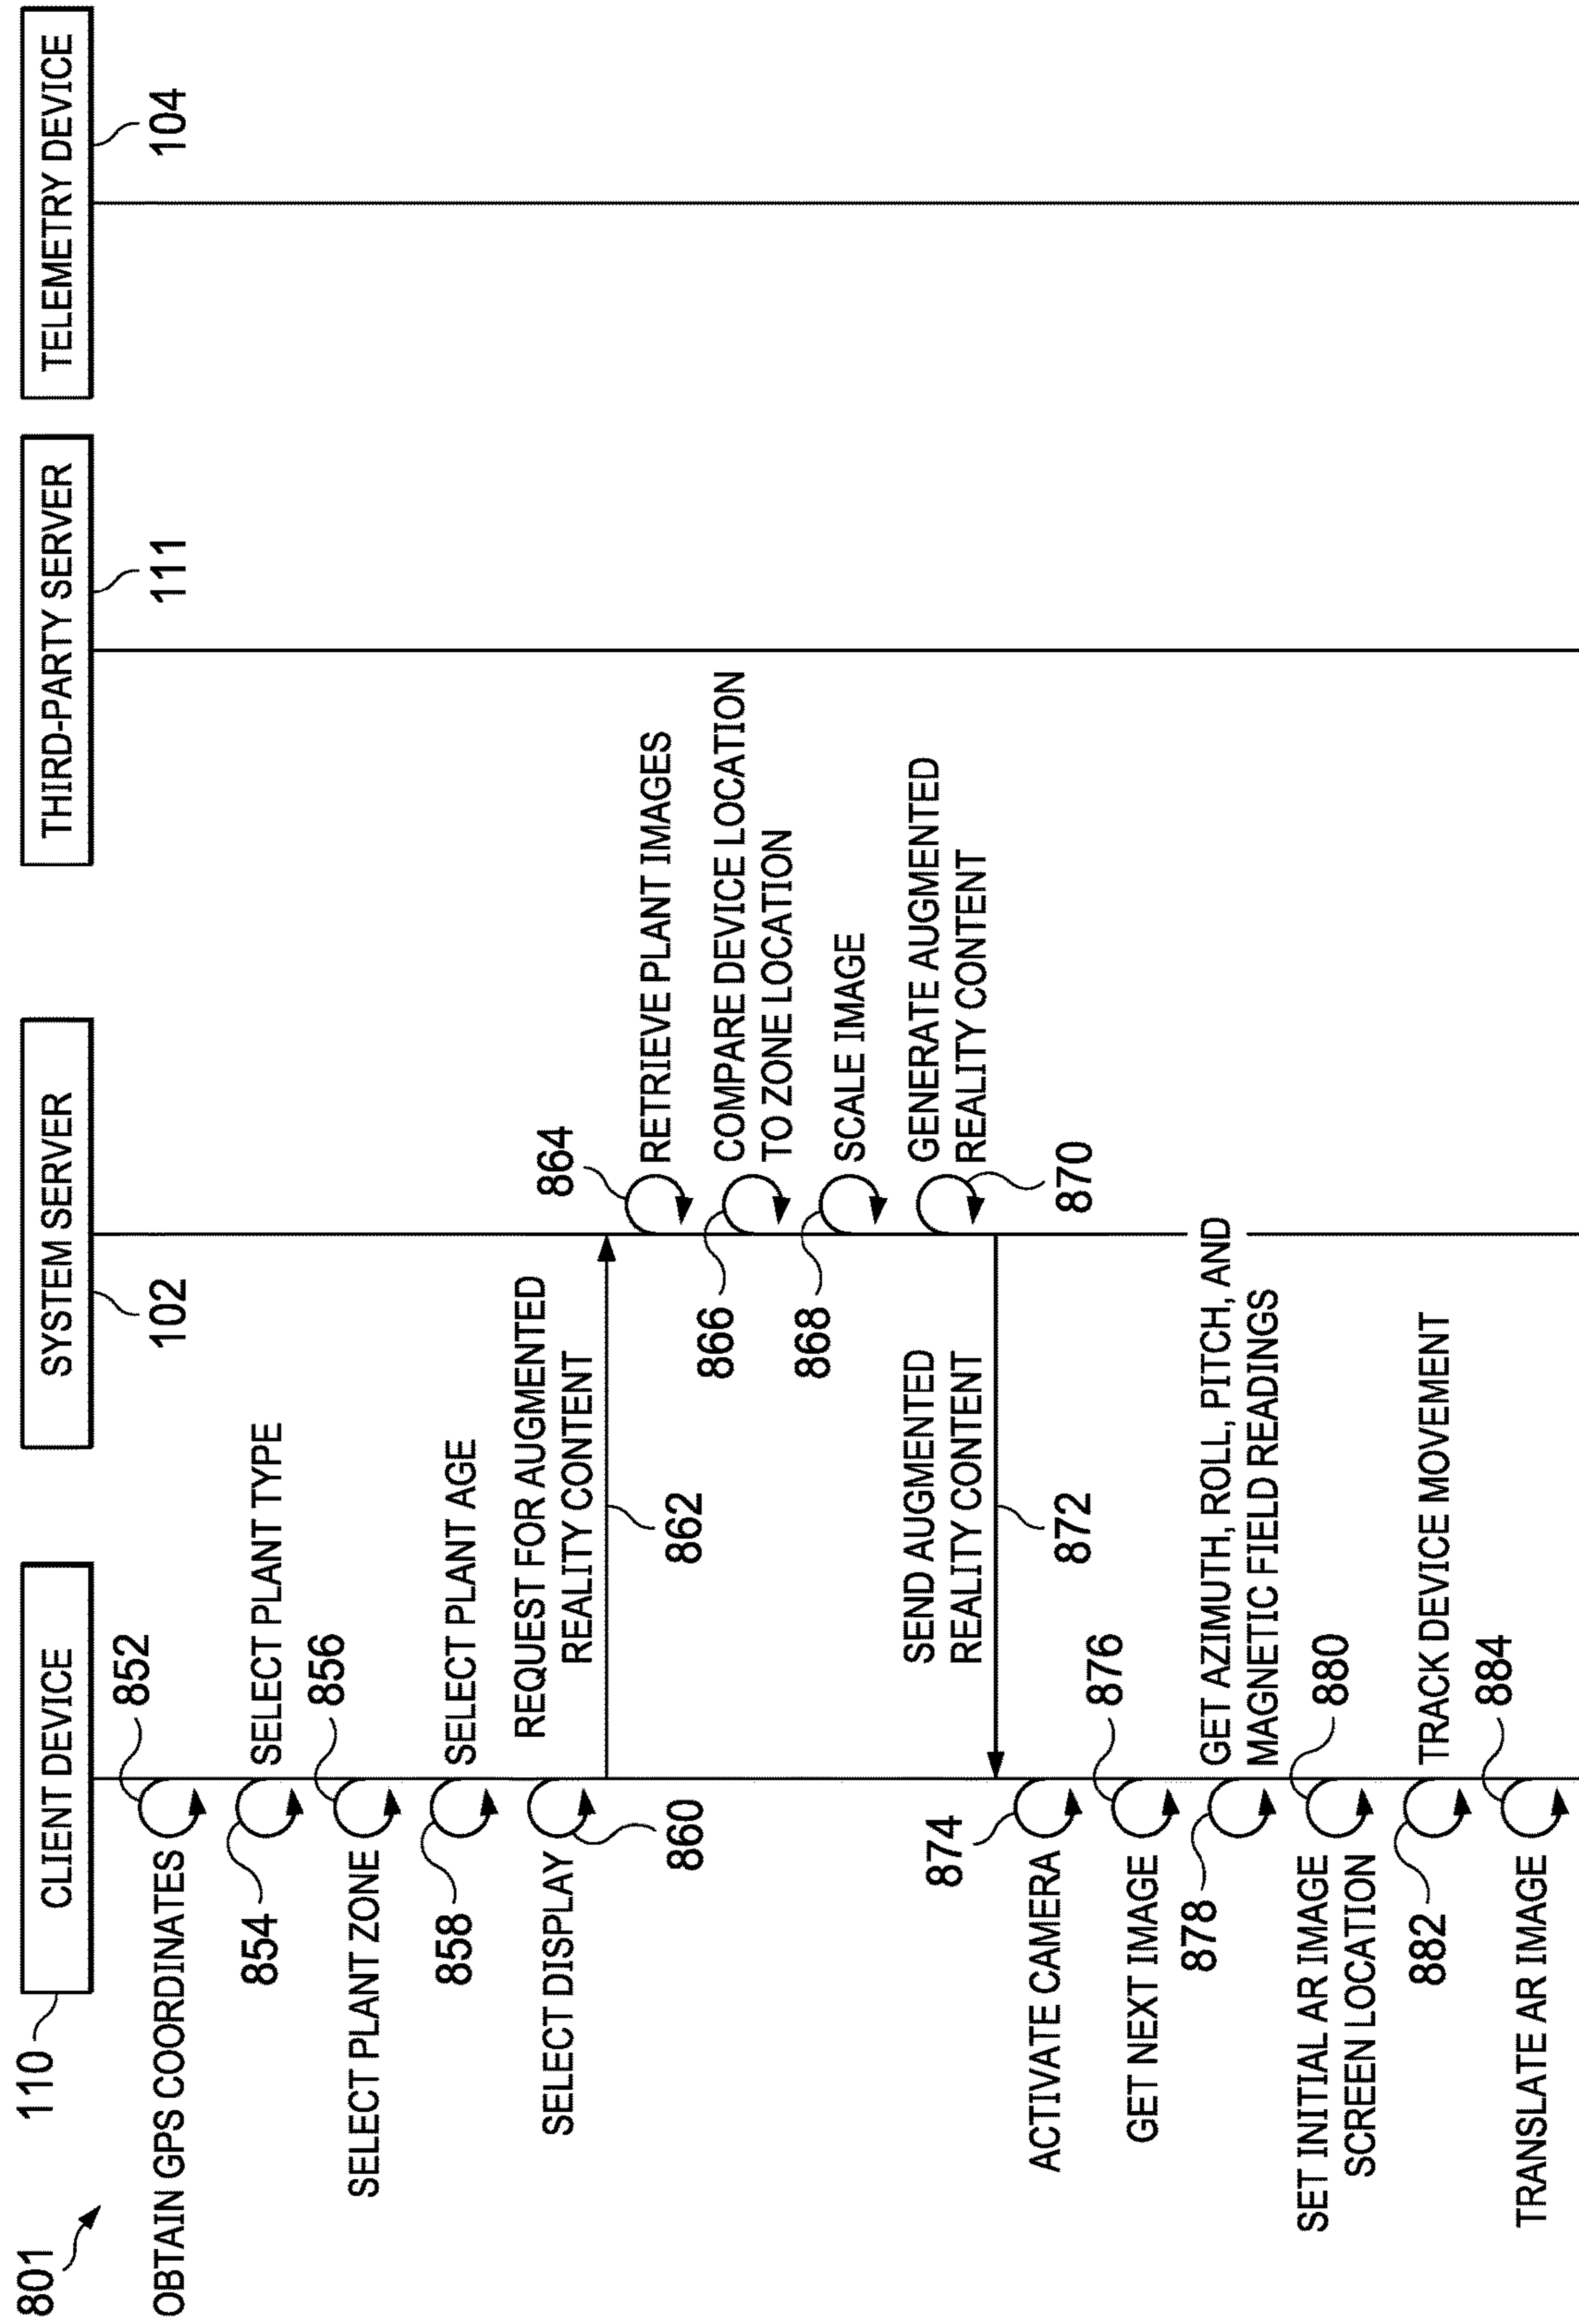 801
110
CLIENT DEVICE
SYSTEM SERVER
102
THIRD-PARTY SERVER
111
TELEMETRY DEVICE
104
OBTAIN GPS COORDINATES
852
854
SELECT PLANT TYPE
SELECT PLANT ZONE
856
858
SELECT PLANT AGE
SELECT DISPLAY
860
REQUEST FOR AUGMENTED
REALITY CONTENT
862
864
RETRIEVE PLANT IMAGES
866
COMPARE DEVICE LOCATION
TO ZONE LOCATION
868
SCALE IMAGE
GENERATE AUGMENTED
REALITY CONTENT
870
SEND AUGMENTED
REALITY CONTENT
872
874
ACTIVATE CAMERA
GET NEXT IMAGE
876
878
GET AZIMUTH, ROLL, PITCH, AND
MAGNETIC FIELD READINGS
SET INITIAL AR IMAGE
SCREEN LOCATION
880
882
TRACK DEVICE MOVEMENT
TRANSLATE AR IMAGE
884